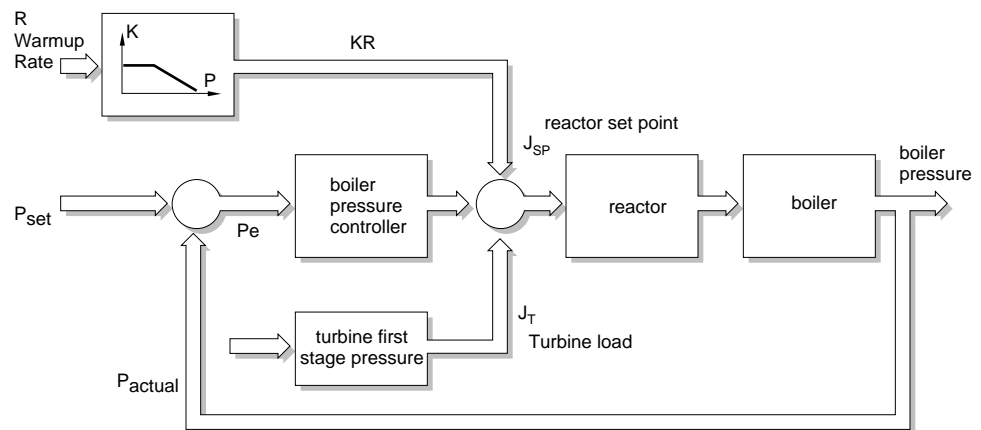 R
Warmup
Rate
K
P
KR
reactor set point
J_SP
boiler
pressure
P_set
Pe
boiler
pressure
controller
reactor
boiler
J_T
Turbine load
turbine first
stage pressure
P_actual